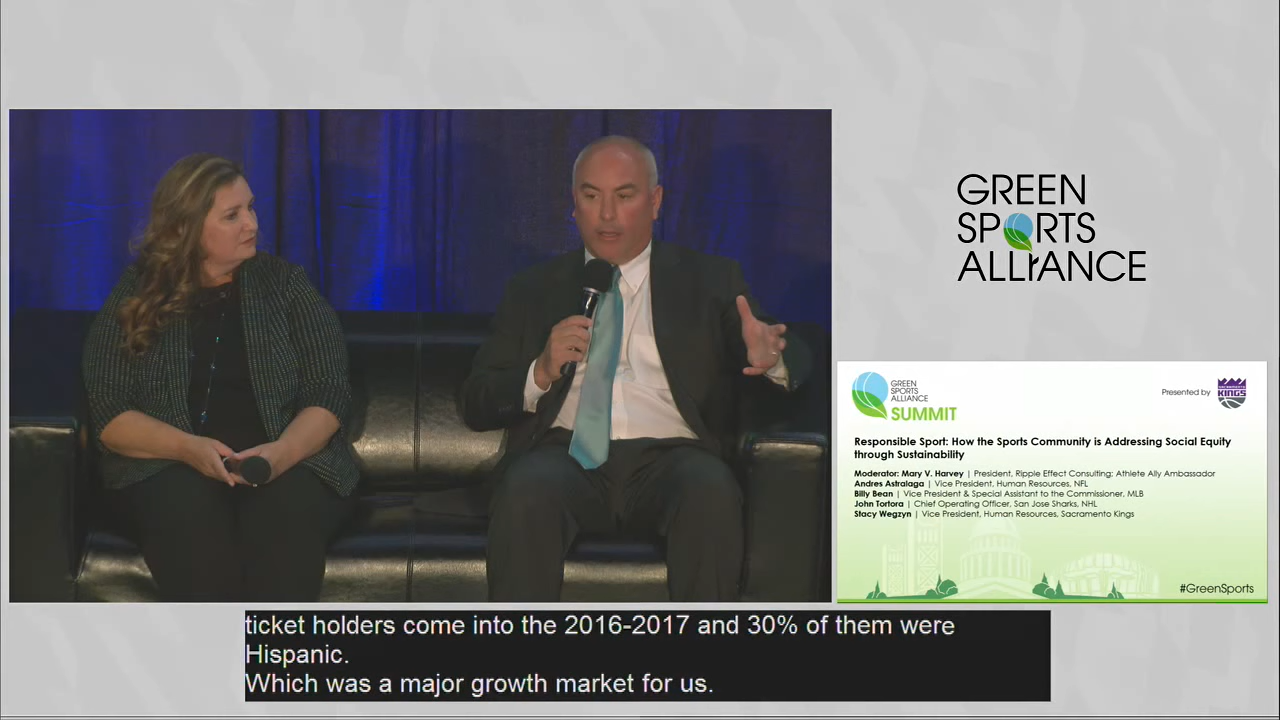 GREEN
SPORTS
ALLIANCE
GREEN
SPORTS
ALLIANCE
SUMMIT
Presented by
SACRAMENTO
KINGS
Responsible Sport: How the Sports Community is Addressing Social Equity
through Sustainability
Moderator: Mary V. Harvey | President, Ripple Effect Consulting; Athlete Ally Ambassador
Andres Astralaga | Vice President, Human Resources, NFL
Billy Bean | Vice President & Special Assistant to the Commissioner, MLB
John Tortora | Chief Operating Officer, San Jose Sharks, NHL
Stacy Wegzyn | Vice President, Human Resources, Sacramento Kings
#GreenSports
ticket holders come into the 2016-2017 and 30% of them were
Hispanic.
Which was a major growth market for us.